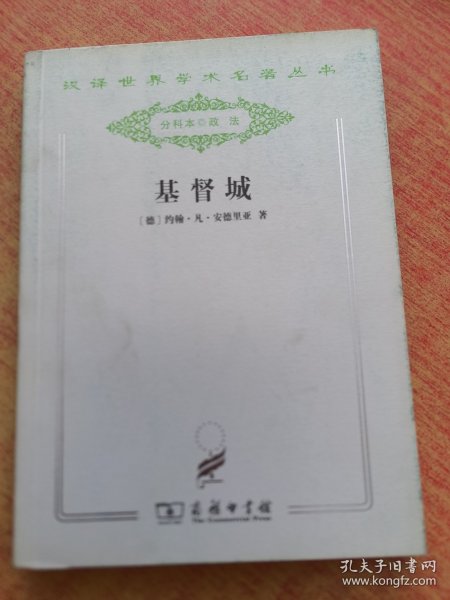 汉译世界学术名著丛书
分科本 政法
基督城
〔德〕约翰·凡·安德里亚 著
商务印书馆
The Commercial Press
孔夫子旧书网
www.kongfz.com